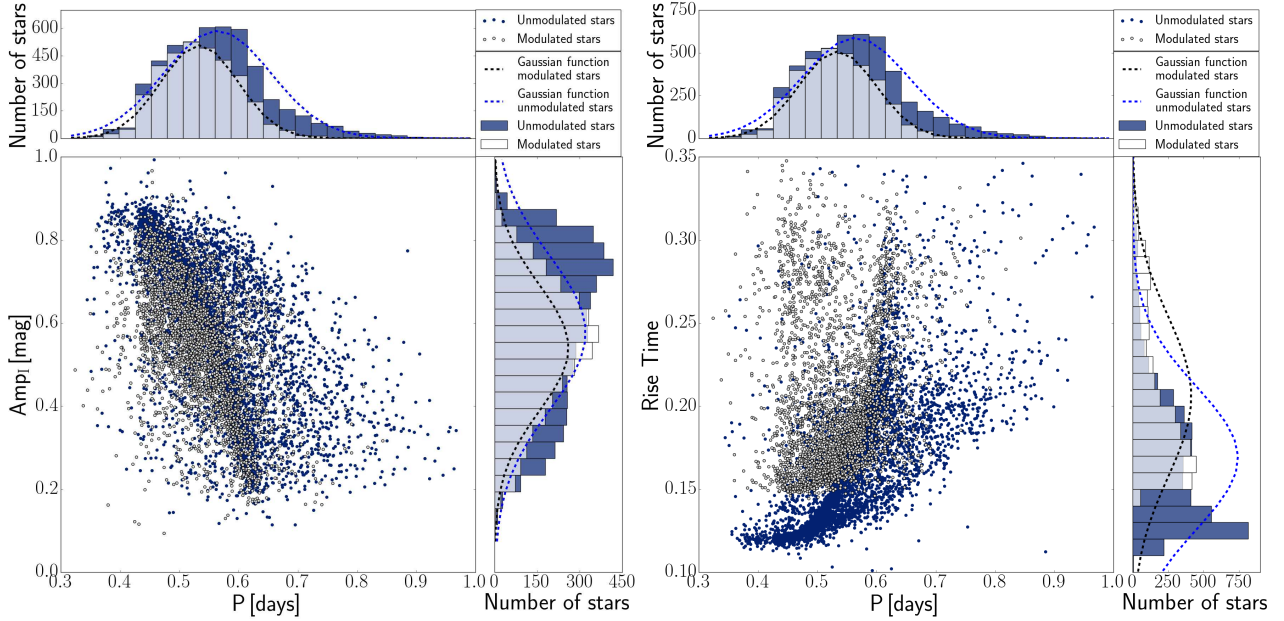 Number of stars
600
450
300
150
0
Unmodulated stars
Modulated stars
Gaussian function
modulated stars
Gaussian function
unmodulated stars
Unmodulated stars
Modulated stars
Amp_I [mag]
1.0
0.8
0.6
0.4
0.2
0.0
0.3 0.4 0.5 0.6 0.7 0.8 0.9 1.0
P [days]
0 150 300 450
Number of stars
Number of stars
750
500
250
0
Unmodulated stars
Modulated stars
Gaussian function
modulated stars
Gaussian function
unmodulated stars
Unmodulated stars
Modulated stars
Rise Time
0.35
0.30
0.25
0.20
0.15
0.10
0.3 0.4 0.5 0.6 0.7 0.8 0.9 1.0
P [days]
0 250 500 750
Number of stars